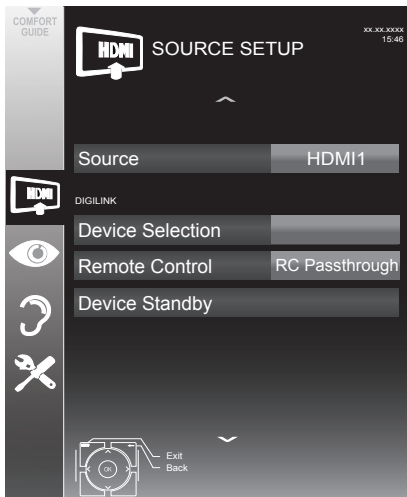 COMFORT
GUIDE
HDMI
SOURCE SETUP
xx.xx.xxxx
15:46
Source
HDMI1
HDMI
DIGILINK
Device Selection
Remote Control
RC Passthrough
Device Standby
OK
Exit
Back